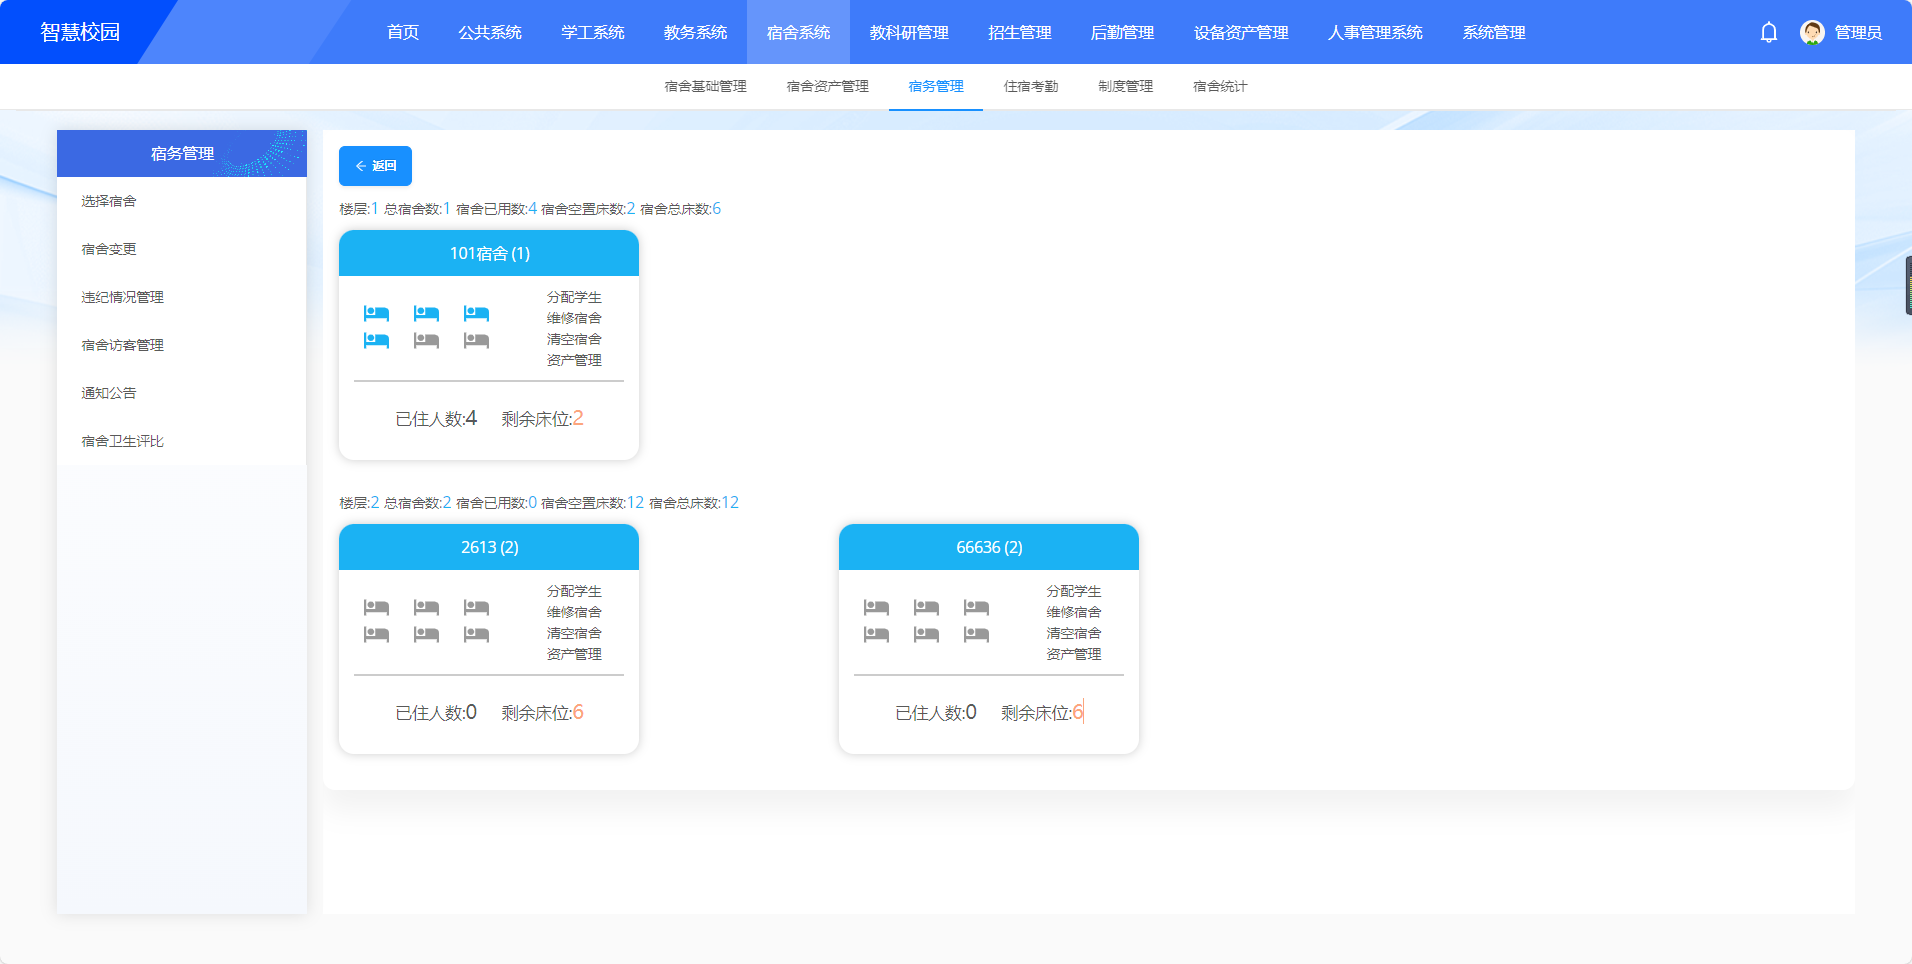 智慧校园 首页 公共系统 学工系统 教务系统 宿舍系统 教科研管理 招生管理 后勤管理 设备资产管理 人事管理系统 系统管理 管理员
宿舍基础管理 宿舍资产管理 宿务管理 住宿考勤 制度管理 宿舍统计
宿务管理
选择宿舍
宿舍变更
违纪情况管理
宿舍访客管理
通知公告
宿舍卫生评比
返回
楼层:1 总宿舍数:1 宿舍已用数:4 宿舍空置床数:2 宿舍总床数:6
101宿舍 (1)
分配学生
维修宿舍
清空宿舍
资产管理
已住人数:4 剩余床位:2
楼层:2 总宿舍数:2 宿舍已用数:0 宿舍空置床数:12 宿舍总床数:12
2613 (2)
分配学生
维修宿舍
清空宿舍
资产管理
已住人数:0 剩余床位:6
66636 (2)
分配学生
维修宿舍
清空宿舍
资产管理
已住人数:0 剩余床位:6